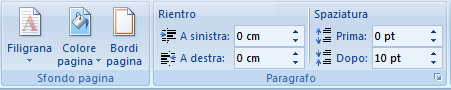 Filigrana
Colore
pagina
Bordi
pagina
Sfondo pagina
Rientro
A sinistra: 0 cm
A destra: 0 cm
Spaziatura
Prima: 0 pt
Dopo: 10 pt
Paragrafo